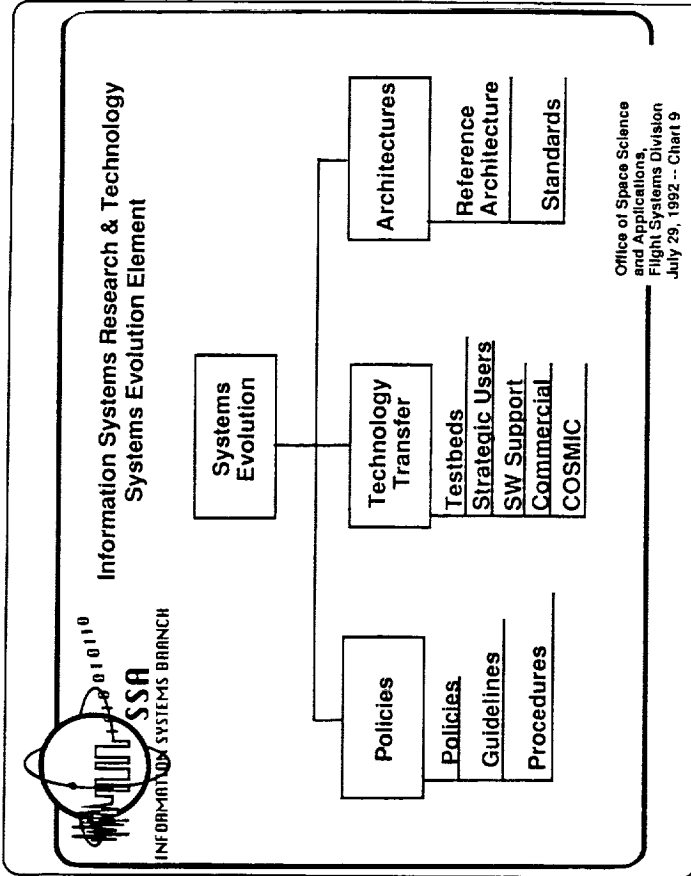 Information Systems Research & Technology
Systems Evolution Element
0010110
SSA
INFORMATION SYSTEMS BRANCH
Systems
Evolution
Policies
Policies
Guidelines
Procedures
Technology
Transfer
Testbeds
Strategic Users
SW Support
Commercial
COSMIC
Architectures
Reference
Architecture
Standards
Office of Space Science
and Applications,
Flight Systems Division
July 29, 1992 -- Chart 9